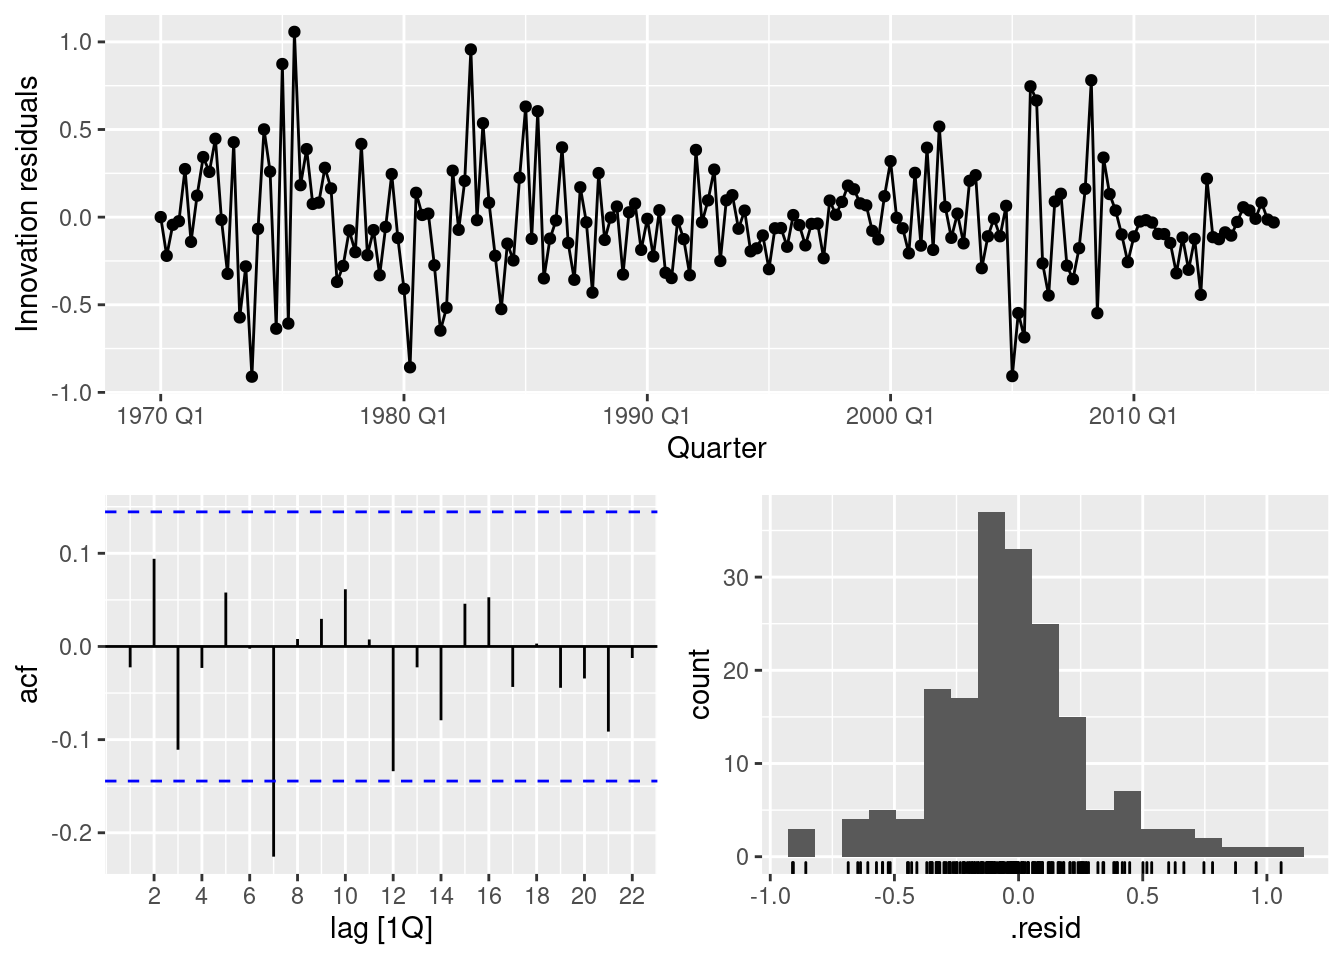 1.0
0.5
0.0
-0.5
-1.0
Innovation residuals
1970 Q1 1980 Q1 1990 Q1 2000 Q1 2010 Q1
Quarter
0.1
0.0
-0.1
-0.2
acf
2 4 6 8 10 12 14 16 18 20 22
lag [1Q]
30
20
10
0
count
-1.0 -0.5 0.0 0.5 1.0
.resid